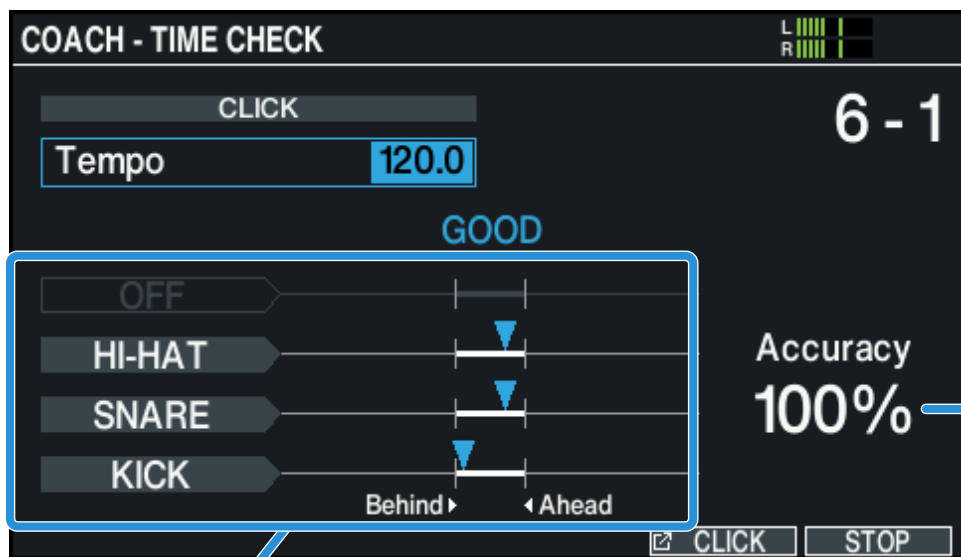 COACH - TIME CHECK
L
R
CLICK
6 - 1
Tempo 120.0
GOOD
OFF
HI-HAT
SNARE
KICK
Accuracy
100%
Behind Ahead
CLICK STOP